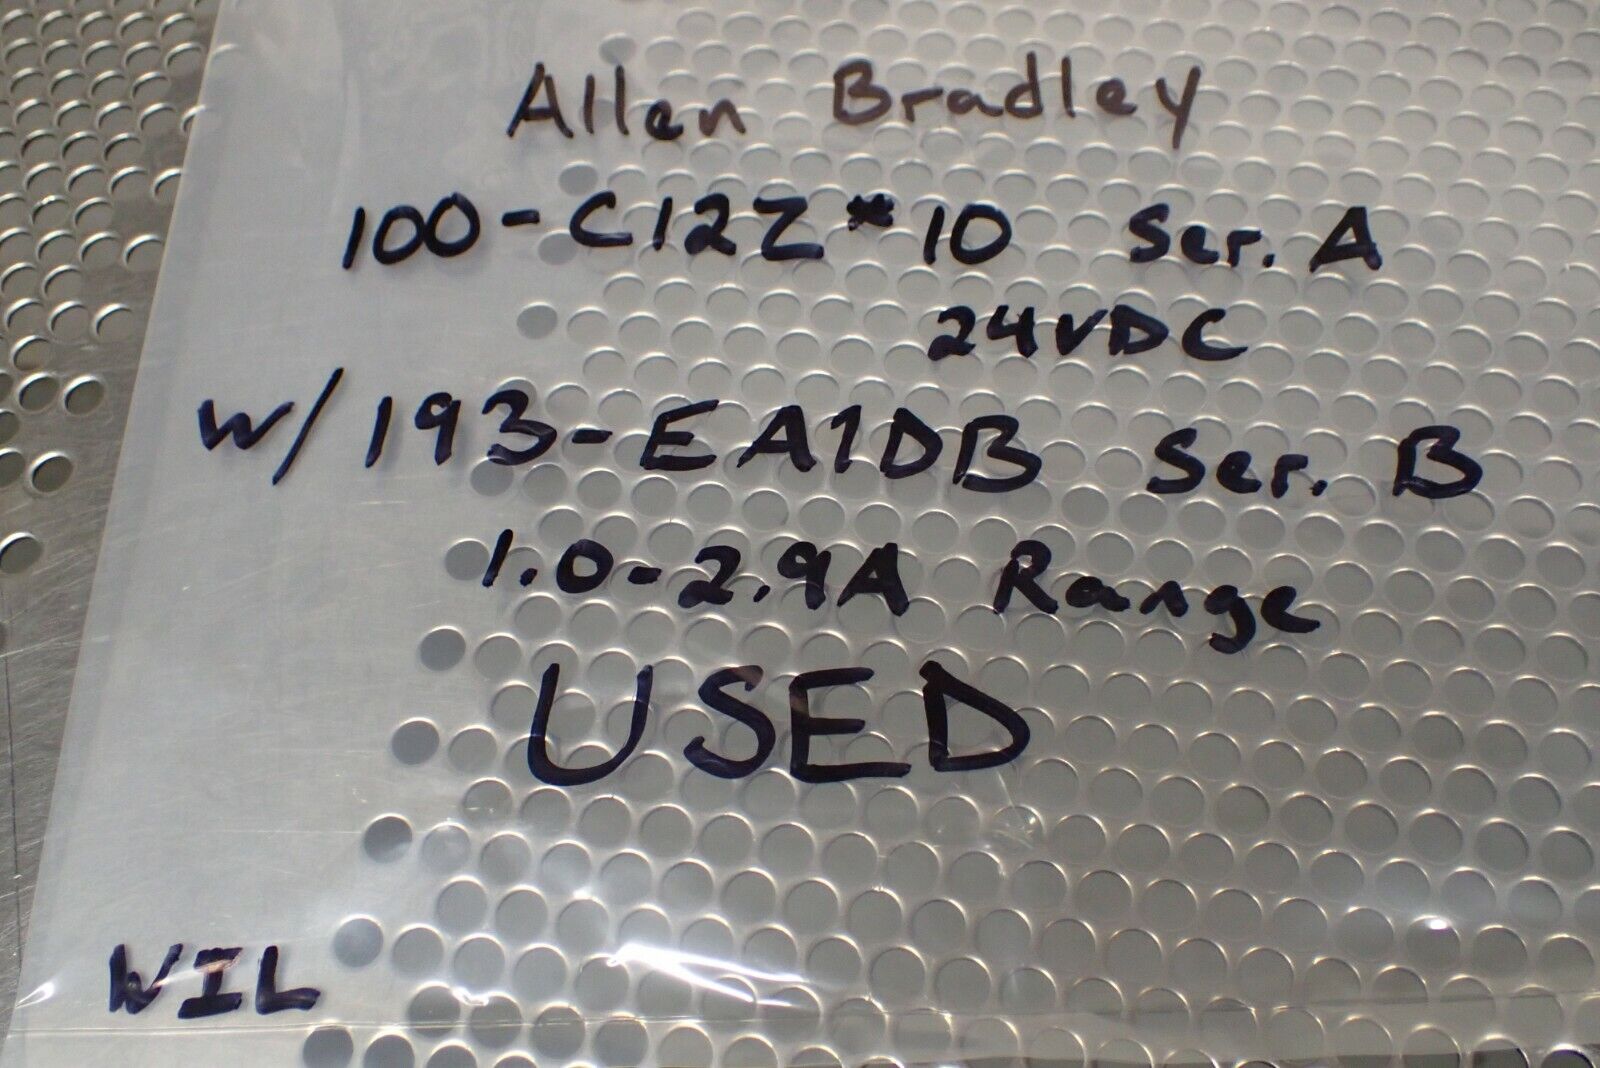 Allen Bradley
100-C12Z*10 Ser. A
24VDC
W/193-EA1DB Ser. B
1.0-2.9A Range
USED
WIL